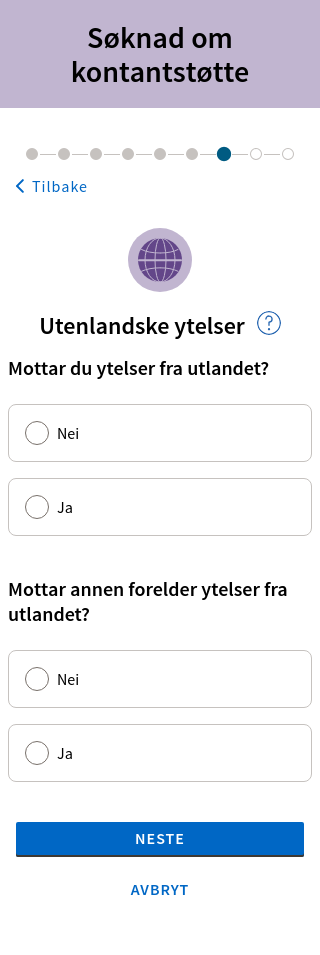 Søknad om
kontantstøtte
Tilbake
Utenlandske ytelser ?
Mottar du ytelser fra utlandet?
Nei
Ja
Mottar annen forelder ytelser fra
utlandet?
Nei
Ja
NESTE
AVBRYT